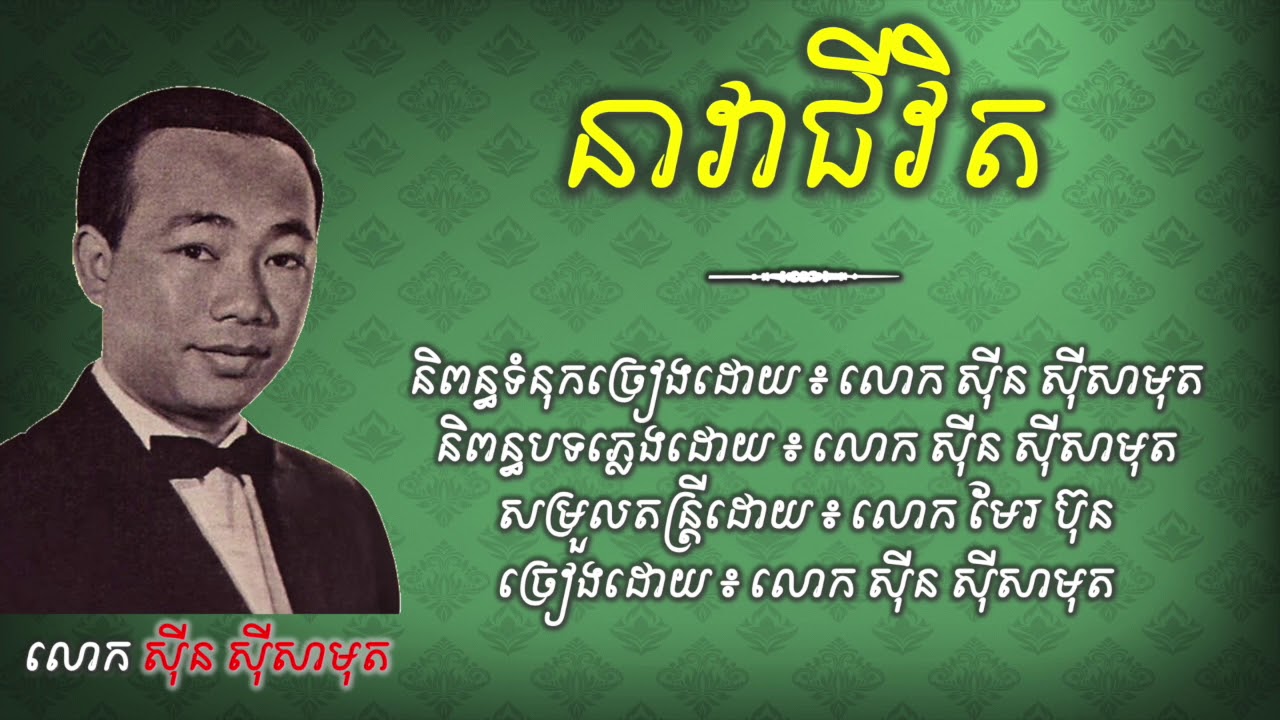 នាវាជីវិត
និពន្ធទំនុកច្រៀងដោយ ៖ លោក ស៊ីន ស៊ីសាមុត
និពន្ធបទភ្លេងដោយ ៖ លោក ស៊ីន ស៊ីសាមុត
សម្រួលតន្ត្រីដោយ ៖ លោក មែរ ប៊ុន
ច្រៀងដោយ ៖ លោក ស៊ីន ស៊ីសាមុត
លោក ស៊ីន ស៊ីសាមុត